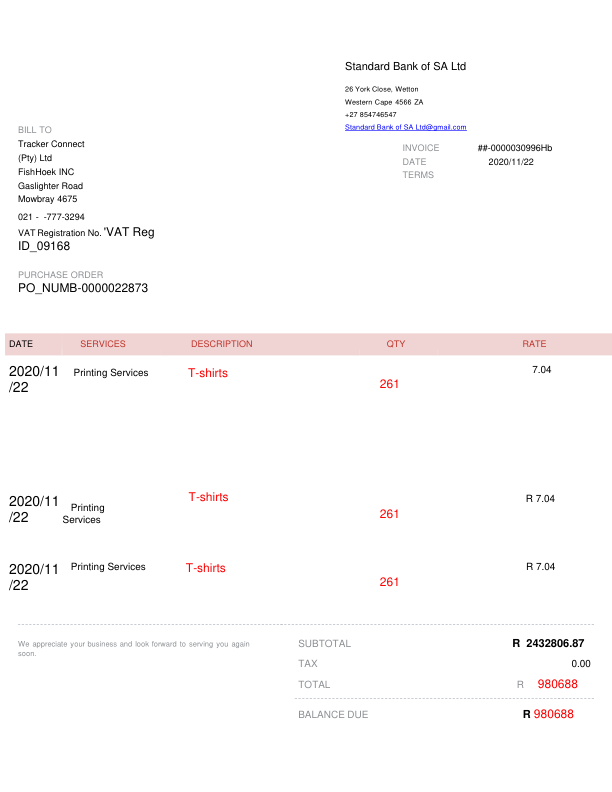 Standard Bank of SA Ltd
26 York Close, Wetton
Western Cape 4566 ZA
+27 854746547
Standard Bank of SA Ltd@gmail.com
BILL TO
Tracker Connect
(Pty) Ltd
FishHoek INC
Gaslighter Road
Mowbray 4675
021 -  -777-3294
VAT Registration No. 'VAT Reg
ID_09168
INVOICE ##-0000030996Hb
DATE 2020/11/22
TERMS
PURCHASE ORDER
PO_NUMB-0000022873
DATE SERVICES DESCRIPTION QTY RATE
2020/11 Printing Services T-shirts 7.04
/22 261
2020/11 T-shirts R 7.04
/22 Printing 261
Services
2020/11 Printing Services T-shirts R 7.04
/22 261
We appreciate your business and look forward to serving you again
soon.
SUBTOTAL R 2432806.87
TAX 0.00
TOTAL R 980688
BALANCE DUE R 980688